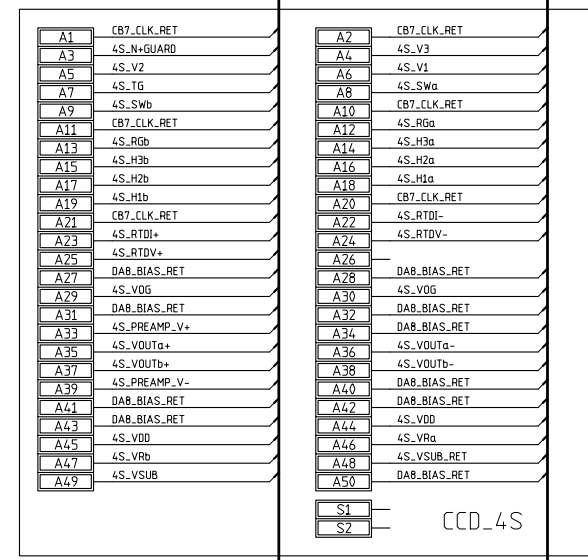 A1 CB7_CLK_RET
A3 4S_N+GUARD
A5 4S_V2
A7 4S_TG
A9 4S_SWb
A11 CB7_CLK_RET
A13 4S_RGb
A15 4S_H3b
A17 4S_H2b
A19 4S_H1b
A21 CB7_CLK_RET
A23 4S_RTDI+
A25 4S_RTDV+
A27 DA8_BIAS_RET
A29 4S_VOG
A31 DA8_BIAS_RET
A33 4S_PREAMP_V+
A35 4S_VOUTa+
A37 4S_VOUTb+
A39 4S_PREAMP_V-
A41 DA8_BIAS_RET
A43 DA8_BIAS_RET
A45 4S_VDD
A47 4S_VRb
A49 4S_VSUB
A2 CB7_CLK_RET
A4 4S_V3
A6 4S_V1
A8 4S_SWa
A10 CB7_CLK_RET
A12 4S_RGa
A14 4S_H3a
A16 4S_H2a
A18 4S_H1a
A20 CB7_CLK_RET
A22 4S_RTDI-
A24 4S_RTDV-
A26
A28 DA8_BIAS_RET
A30 4S_VOG
A32 DA8_BIAS_RET
A34 DA8_BIAS_RET
A36 4S_VOUTa-
A38 4S_VOUTb-
A40 DA8_BIAS_RET
A42 DA8_BIAS_RET
A44 4S_VDD
A46 4S_VRa
A48 4S_VSUB_RET
A50 DA8_BIAS_RET
S1
S2
CCD_4S